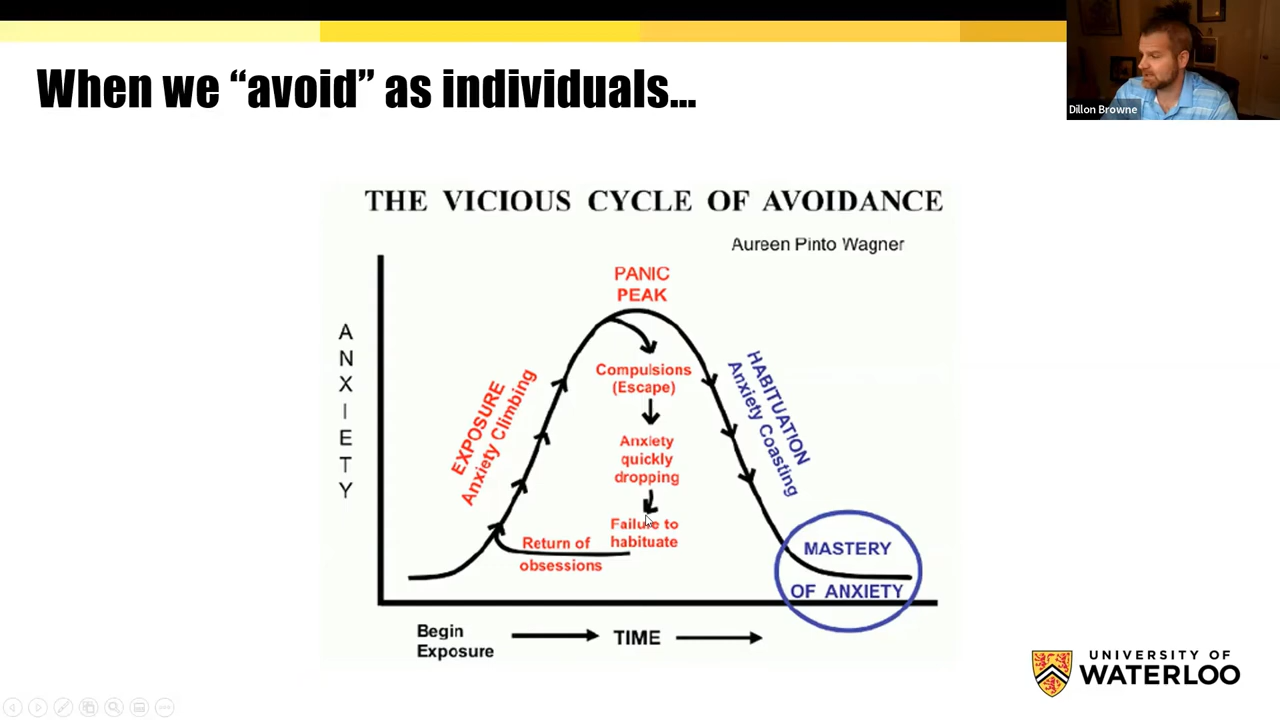 When we “avoid” as individuals...
Dillon Browne
THE VICIOUS CYCLE OF AVOIDANCE
Aureen Pinto Wagner
ANXIETY
PANIC
PEAK
EXPOSURE
Anxiety Climbing
Compulsions
(Escape)
Anxiety
quickly
dropping
Failure to
habituate
Return of
obsessions
HABITUATION
Anxiety Coasting
MASTERY
OF ANXIETY
Begin
Exposure
TIME
UNIVERSITY OF
WATERLOO